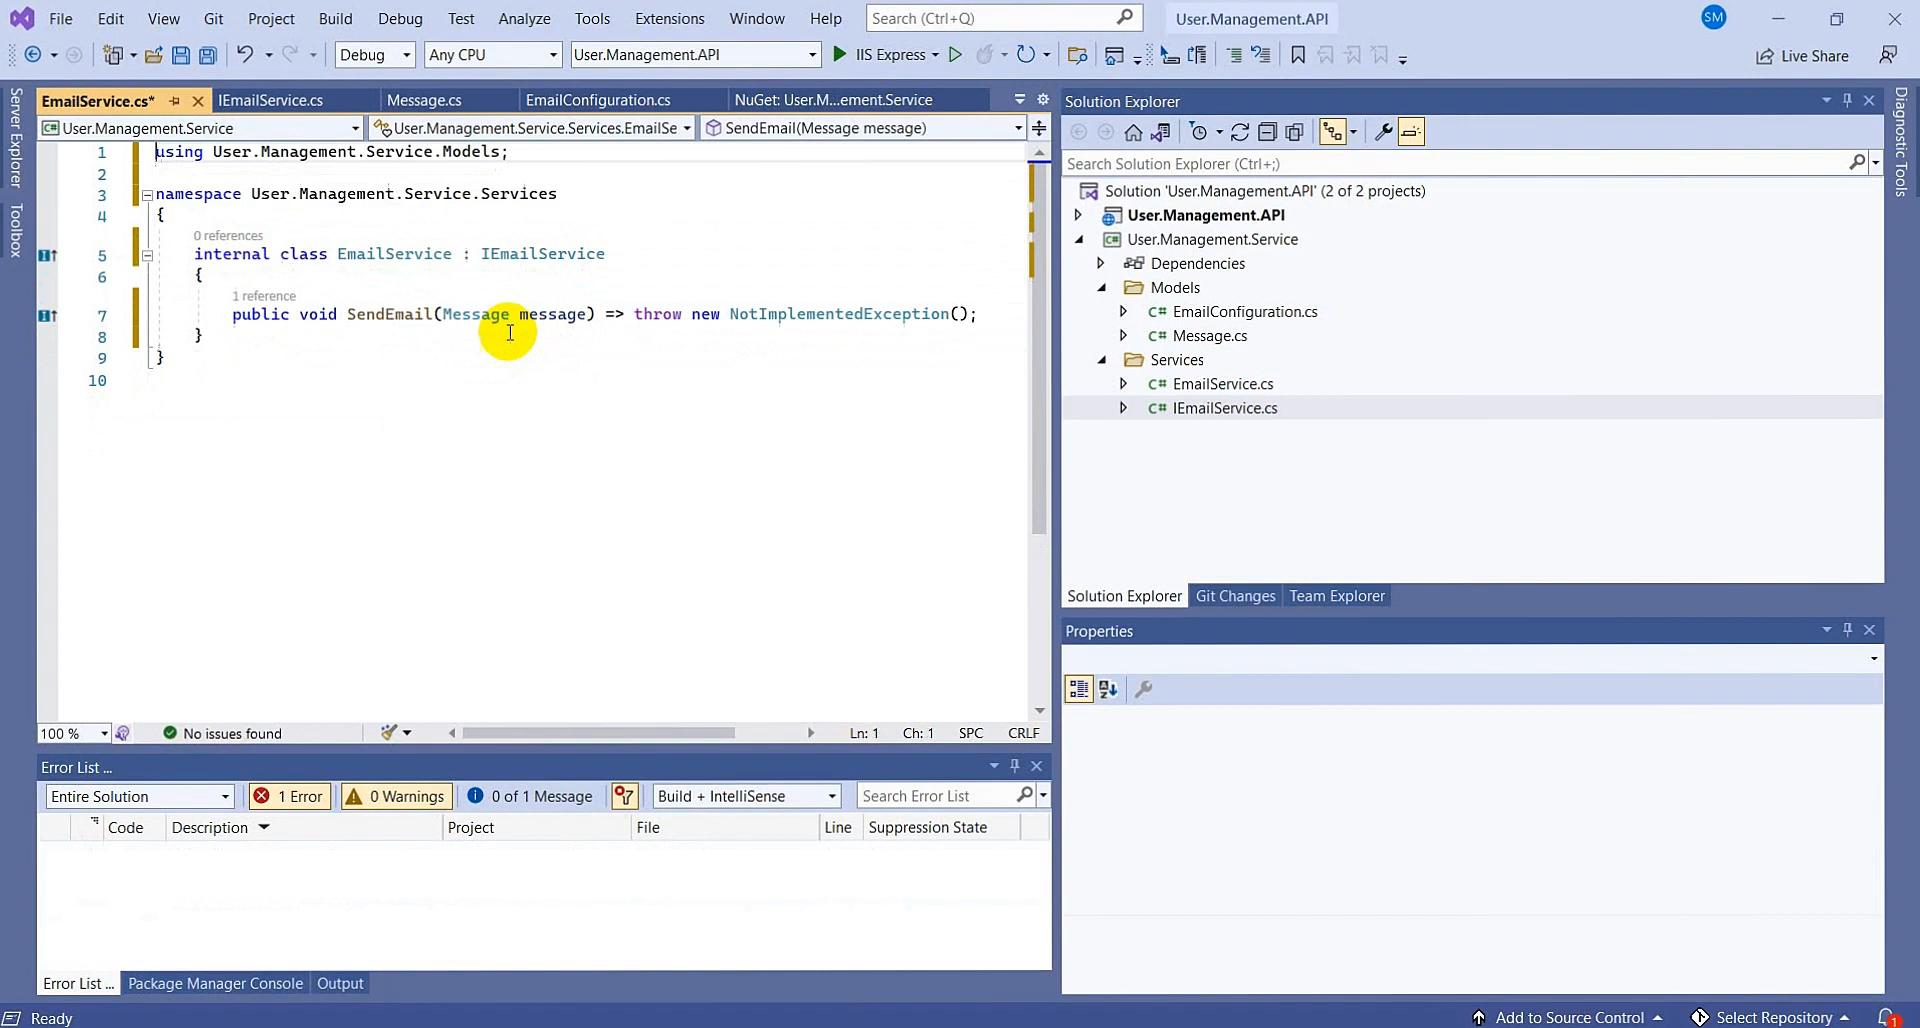 File Edit View Git Project Build Debug Test Analyze Tools Extensions Window Help Search (Ctrl+Q) User.Management.API SM
Debug Any CPU User.Management.API IIS Express Live Share
Server Explorer
Toolbox
EmailService.cs* IEmailService.cs Message.cs EmailConfiguration.cs NuGet: User.M...ement.Service
User.Management.Service User.Management.Service.Services.EmailSe SendEmail(Message message)
1 using User.Management.Service.Models;
2
3 namespace User.Management.Service.Services
4 {
0 references
5 internal class EmailService : IEmailService
6 {
1 reference
7 public void SendEmail(Message message) => throw new NotImplementedException();
8 }
9 }
10
100 % No issues found Ln: 1 Ch: 1 SPC CRLF
Error List ...
Entire Solution 1 Error 0 Warnings 0 of 1 Message Build + IntelliSense Search Error List
Code Description Project File Line Suppression State
Error List ... Package Manager Console Output
Solution Explorer
Search Solution Explorer (Ctrl+;)
Solution 'User.Management.API' (2 of 2 projects)
User.Management.API
C# User.Management.Service
Dependencies
Models
C# EmailConfiguration.cs
C# Message.cs
Services
C# EmailService.cs
C# IEmailService.cs
Solution Explorer Git Changes Team Explorer
Properties
Diagnostic Tools
Ready Add to Source Control Select Repository 1